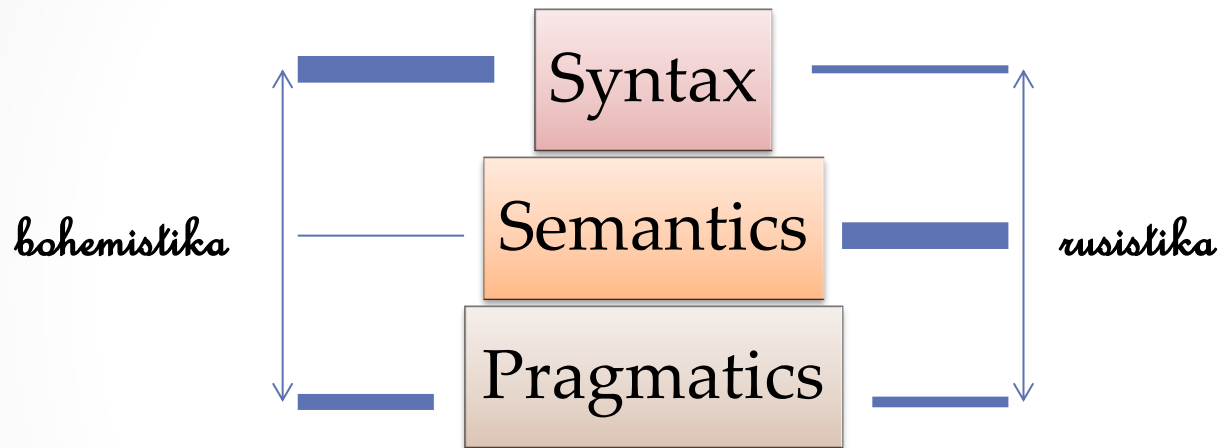 Syntax
bohemistika
Semantics
rusistika
Pragmatics